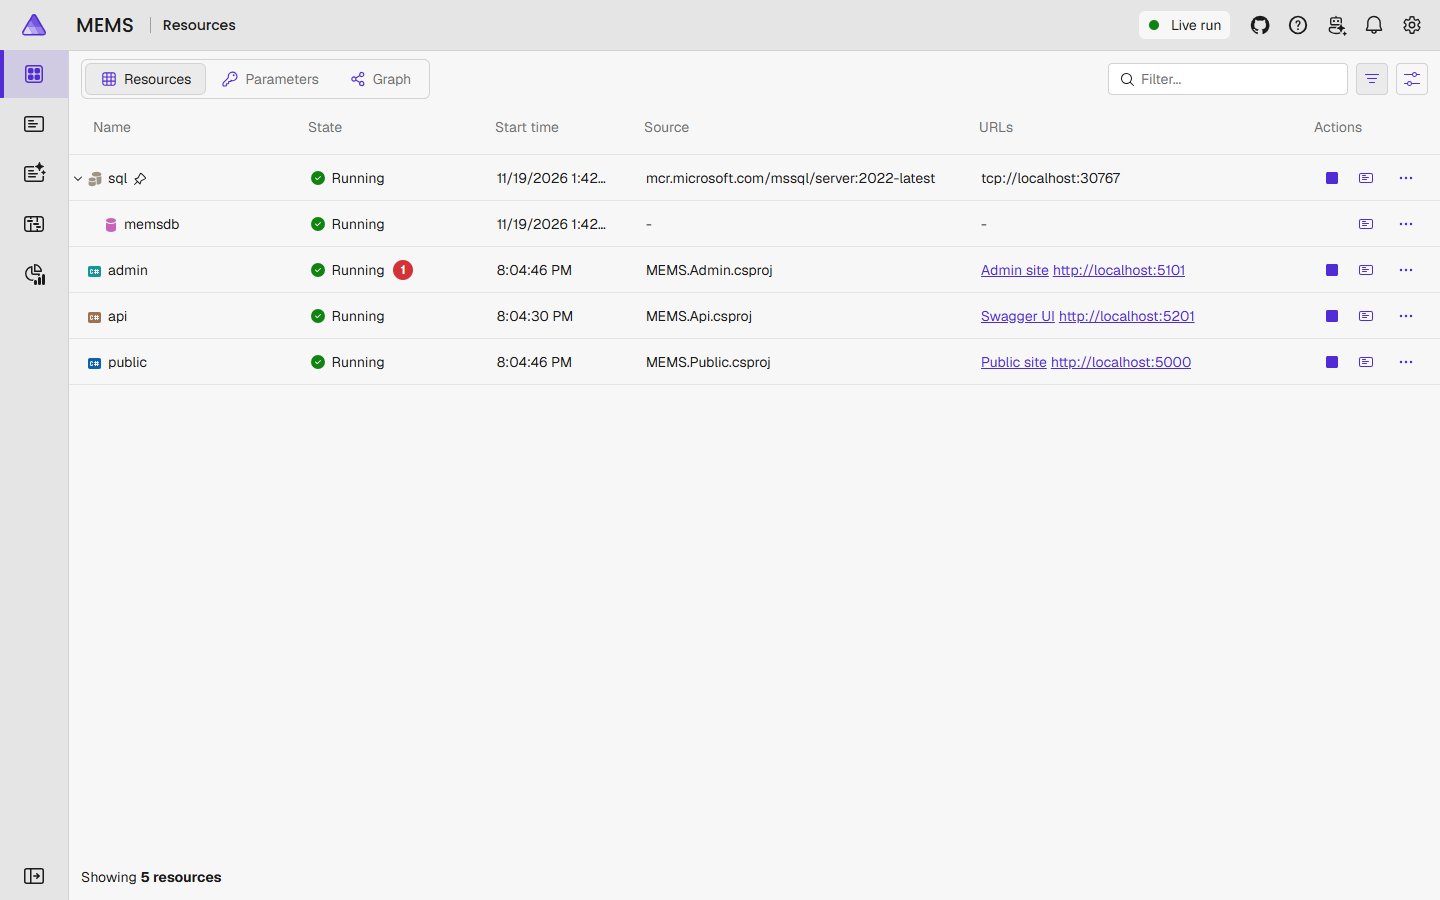 MEMS Resources Live run
Resources Parameters Graph Filter...
Name State Start time Source URLs Actions
sql Running 11/19/2026 1:42... mcr.microsoft.com/mssql/server:2022-latest tcp://localhost:30767
memsdb Running 11/19/2026 1:42... - -
C# admin Running 1 8:04:46 PM MEMS.Admin.csproj Admin site http://localhost:5101
C# api Running 8:04:30 PM MEMS.Api.csproj Swagger UI http://localhost:5201
C# public Running 8:04:46 PM MEMS.Public.csproj Public site http://localhost:5000
Showing 5 resources